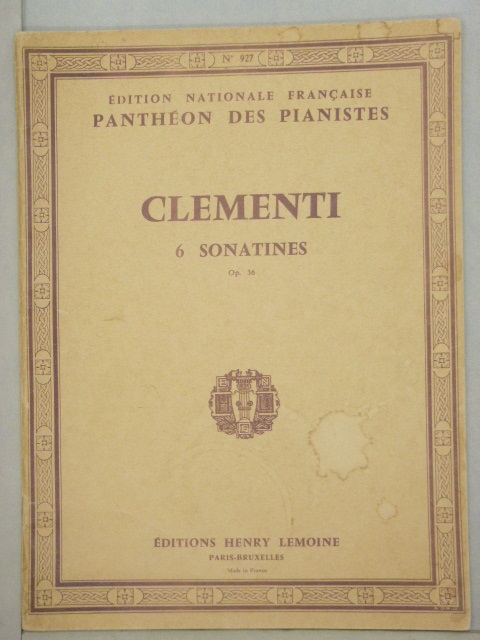 N° 927
ÉDITION NATIONALE FRANÇAISE
PANTHÉON DES PIANISTES
CLEMENTI
6 SONATINES
Op. 36
ÉDITIONS HENRY LEMOINE
PARIS-BRUXELLES
Made in France